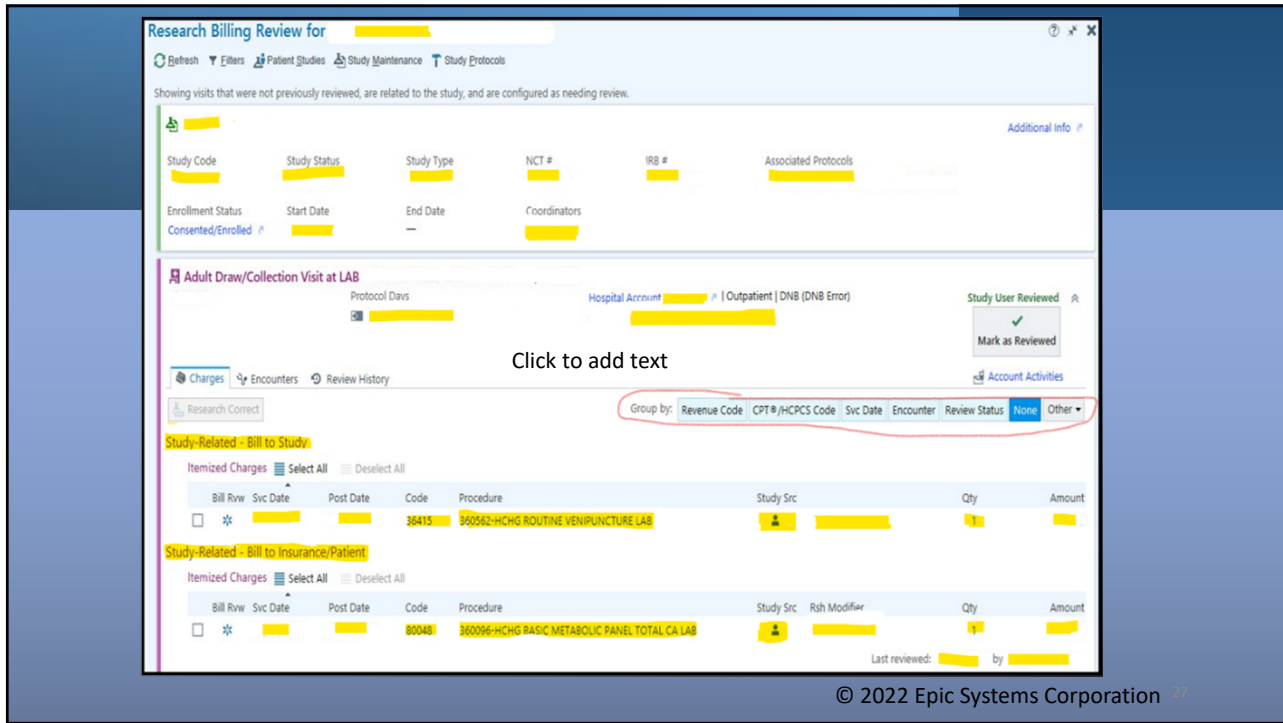 Research Billing Review for
Refresh Filters Patient Studies Study Maintenance Study Protocols
Showing visits that were not previously reviewed, are related to the study, and are configured as needing review.
Additional Info
Study Code Study Status Study Type NCT # IRB # Associated Protocols
Enrollment Status Start Date End Date Coordinators
Consented/Enrolled —
Adult Draw/Collection Visit at LAB
Protocol Days Hospital Account | Outpatient | DNB (DNB Error) Study User Reviewed
Mark as Reviewed
Click to add text
Charges Encounters Review History Account Activities
Research Correct Group by: Revenue Code CPT®/HCPCS Code Svc Date Encounter Review Status None Other
Study-Related - Bill to Study
Itemized Charges Select All Deselect All
Bill Rvw Svc Date Post Date Code Procedure Study Src Qty Amount
36415 360562-HCHG ROUTINE VENIPUNCTURE LAB 1
Study-Related - Bill to Insurance/Patient
Itemized Charges Select All Deselect All
Bill Rvw Svc Date Post Date Code Procedure Study Src Rsh Modifier Qty Amount
80048 360096-HCHG BASIC METABOLIC PANEL TOTAL CA LAB 1
Last reviewed: by
© 2022 Epic Systems Corporation 27